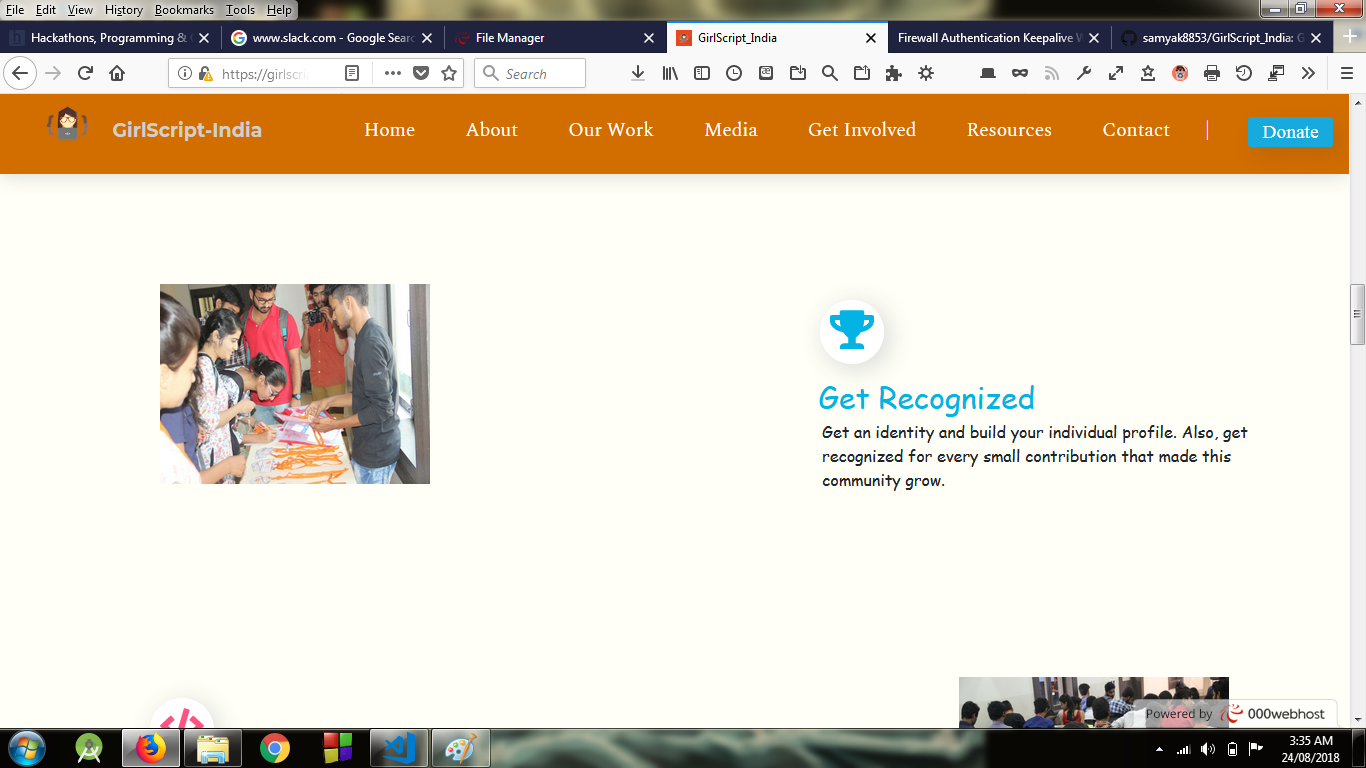 File Edit View History Bookmarks Tools Help
Hackathons, Programming &
www.slack.com - Google Sear
File Manager
GirlScript_India
Firewall Authentication Keepalive
samyak8853/GirlScript_India: G
https://girlscri
Search
GirlScript-India
Home
About
Our Work
Media
Get Involved
Resources
Contact
Donate
Get Recognized
Get an identity and build your individual profile. Also, get
recognized for every small contribution that made this
community grow.
Powered by 000webhost
3:35 AM
24/08/2018